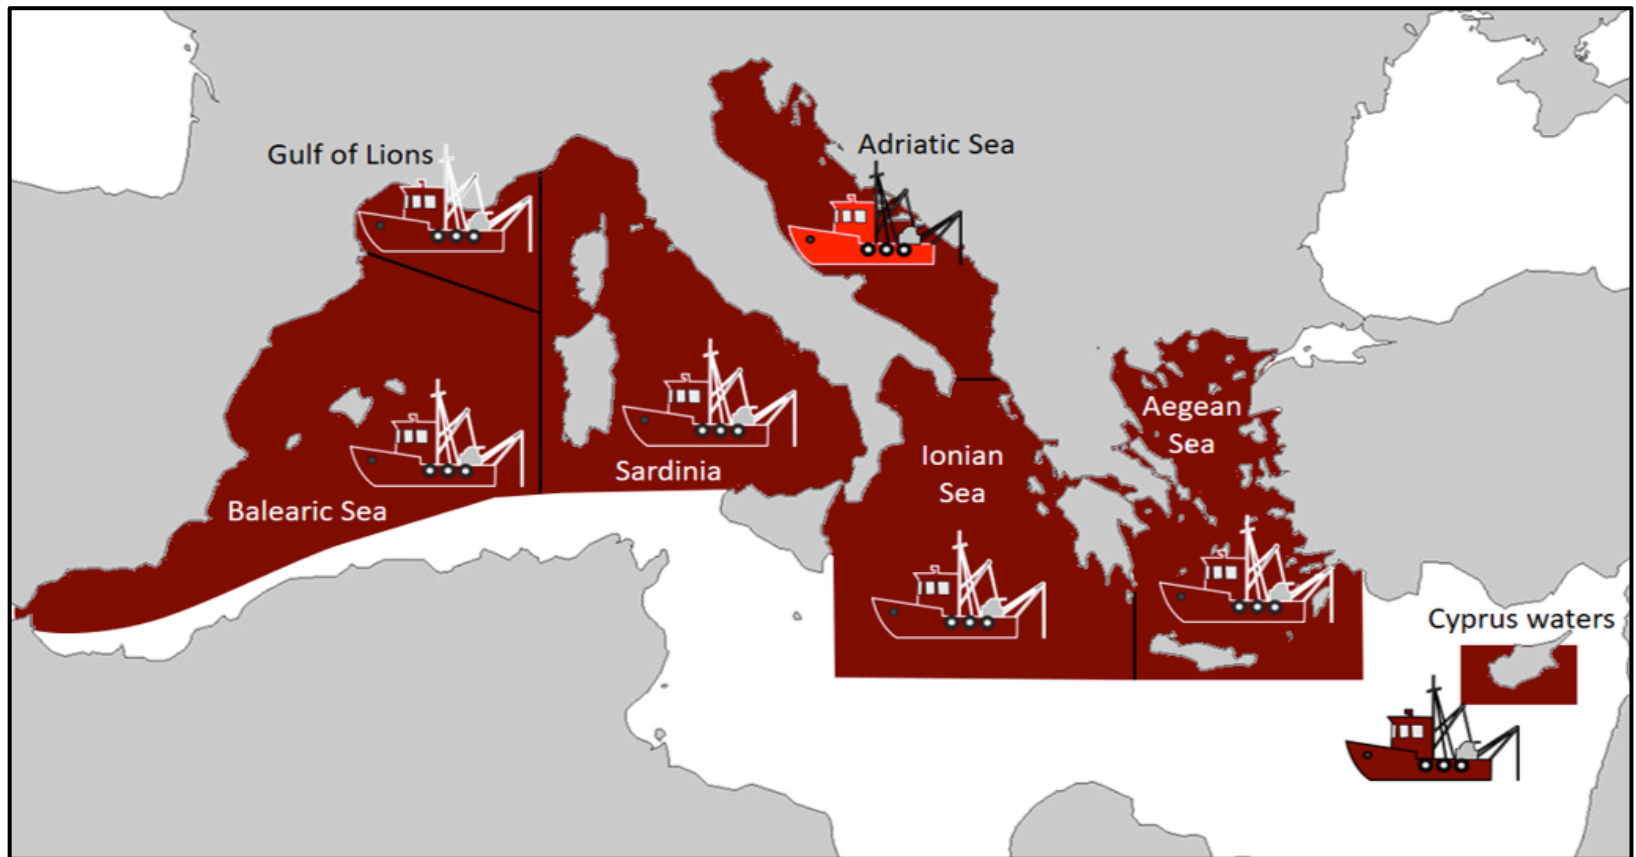 Gulf of Lions
Adriatic Sea
Aegean
Sea
Ionian
Sea
Sardinia
Balearic Sea
Cyprus waters